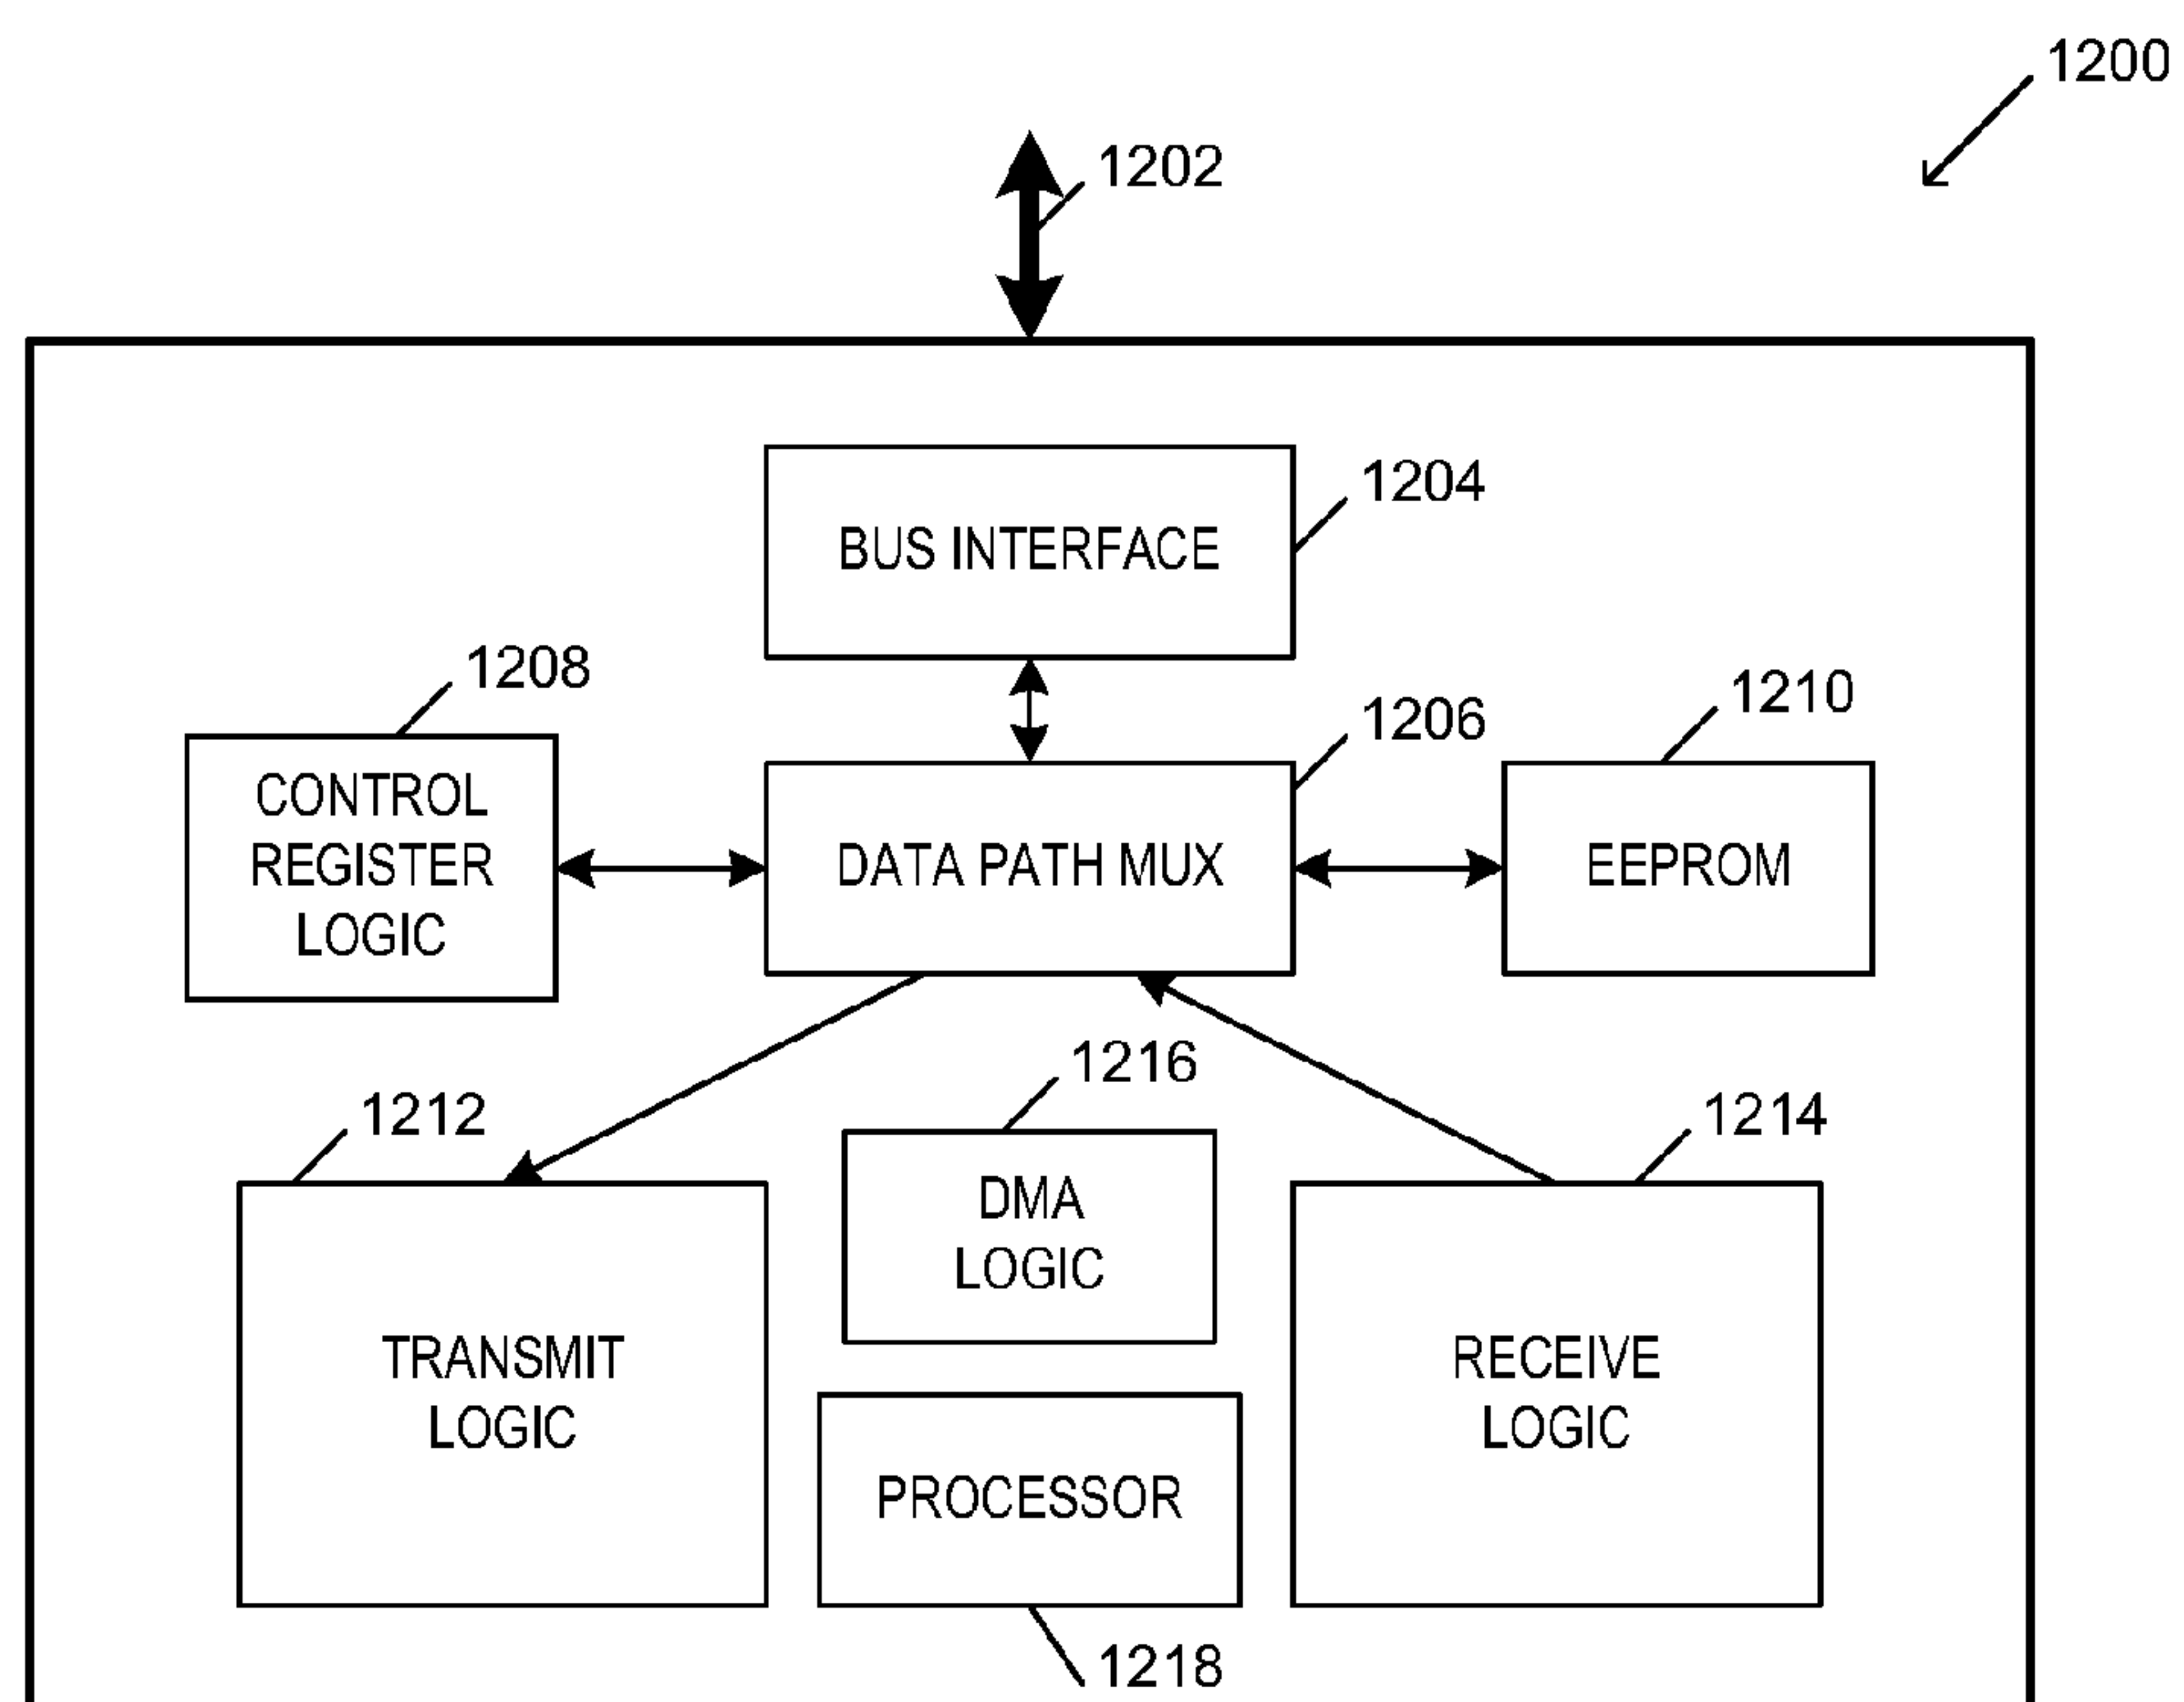 1200
1202
1204
BUS INTERFACE
1208
1210
1206
CONTROL
REGISTER
LOGIC
DATA PATH MUX
EEPROM
1216
1212
1214
DMA
LOGIC
TRANSMIT
LOGIC
RECEIVE
LOGIC
PROCESSOR
1218